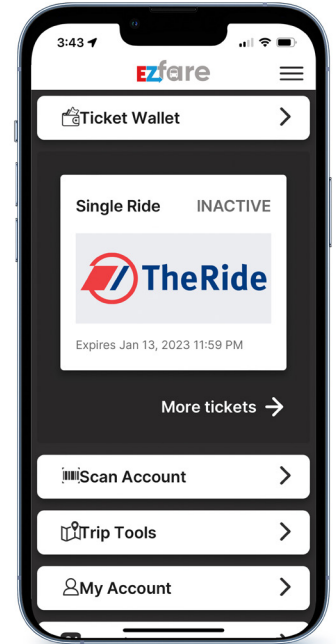 3:43
EZfare
Ticket Wallet
Single Ride INACTIVE
TheRide
Expires Jan 13, 2023 11:59 PM
More tickets
Scan Account
Trip Tools
My Account